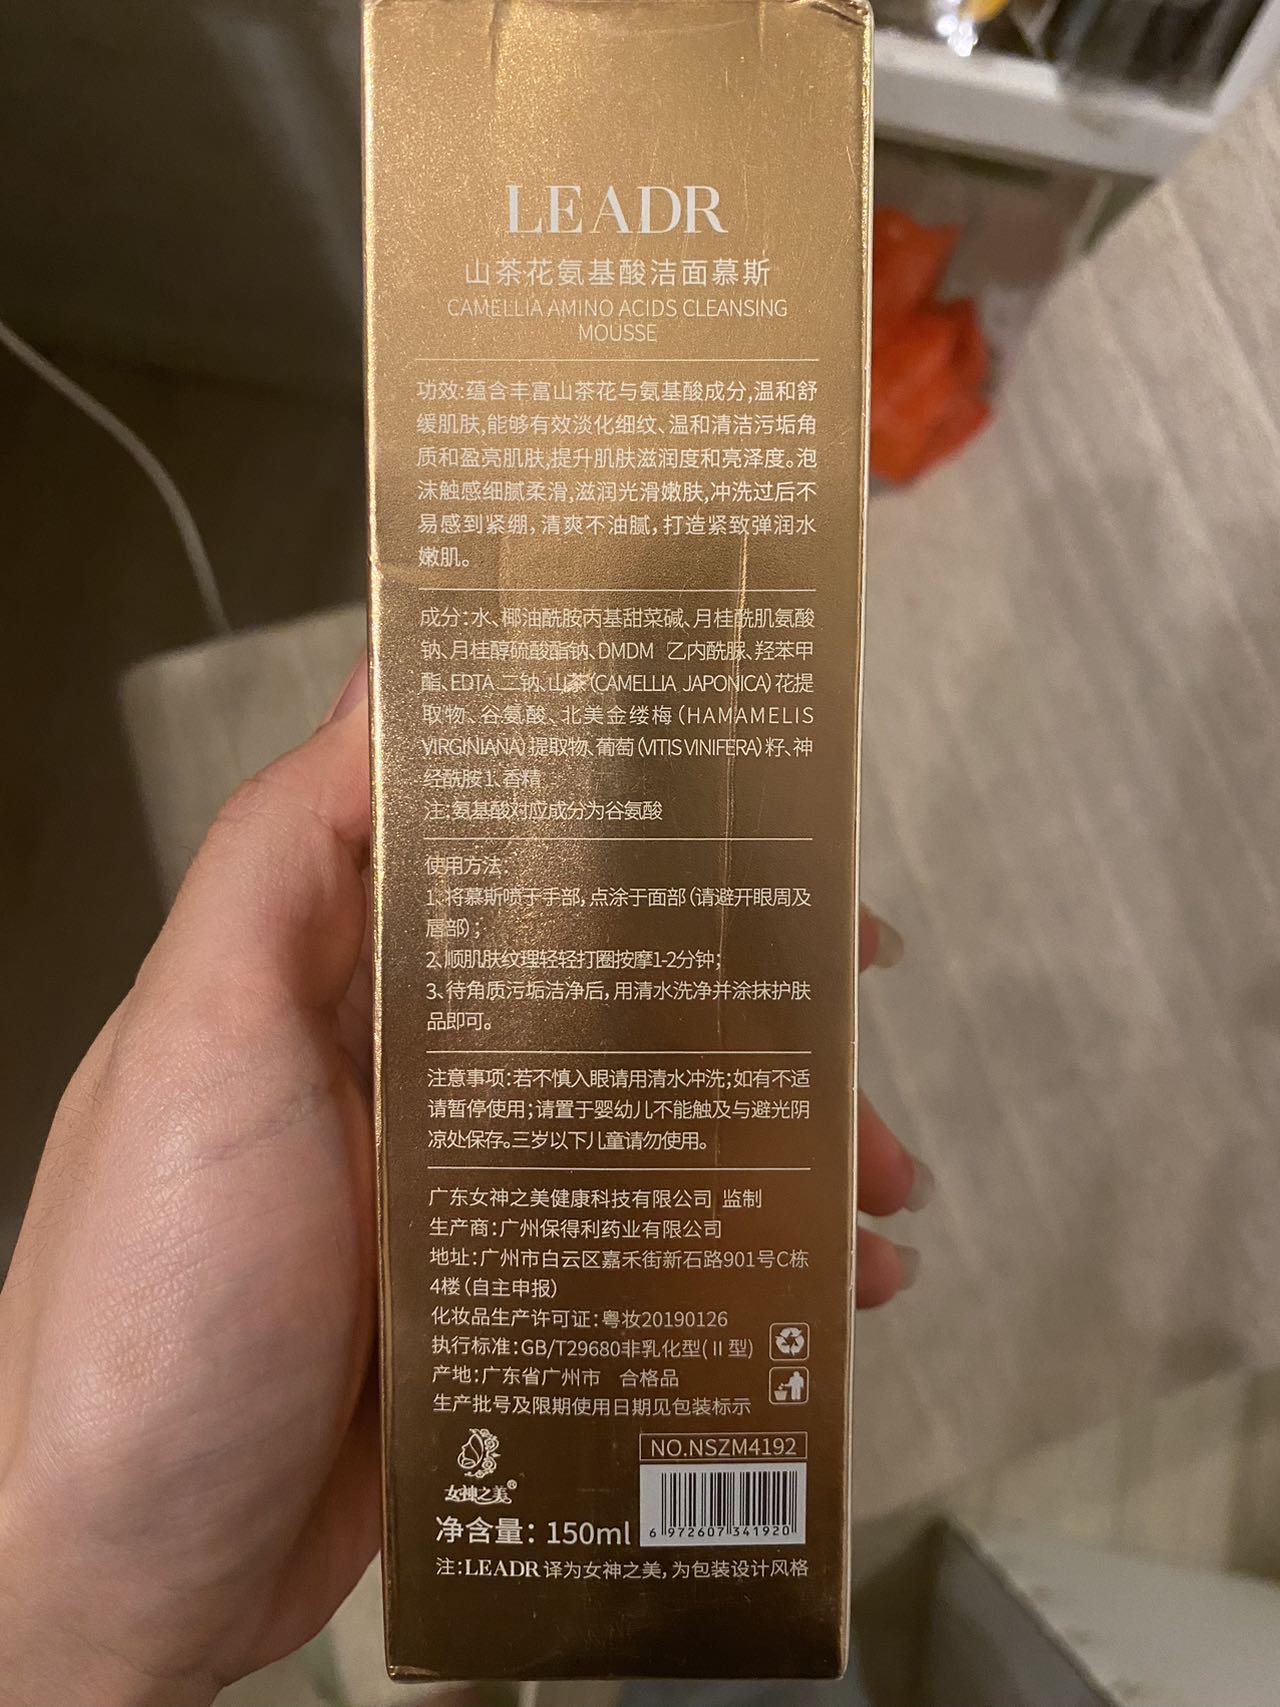 LEADR
山茶花氨基酸洁面慕斯
CAMELLIA AMINO ACIDS CLEANSING
MOUSSE
功效:蕴含丰富山茶花与氨基酸成分,温和舒
缓肌肤,能够有效淡化细纹、温和清洁污垢角
质和盈亮肌肤,提升肌肤滋润度和亮泽度。泡
沫触感细腻柔滑,滋润光滑嫩肤,冲洗过后不
易感到紧绷,清爽不油腻,打造紧致弹润水
嫩肌。
成分:水、椰油酰胺丙基甜菜碱、月桂酰肌氨酸
钠、月桂醇硫酸酯钠、DMDM 乙内酰脲、羟苯甲
酯、EDTA 二钠、山茶(CAMELLIA JAPONICA)花提
取物、谷氨酸、北美金缕梅(HAMAMELIS
VIRGINIANA)提取物、葡萄(VITIS VINIFERA)籽、神
经酰胺1、香精
注:氨基酸对应成分为谷氨酸
使用方法:
1、将慕斯喷于手部,点涂于面部(请避开眼周及
唇部);
2、顺肌肤纹理轻轻打圈按摩1-2分钟;
3、待角质污垢洁净后,用清水洗净并涂抹护肤
品即可。
注意事项:若不慎入眼请用清水冲洗;如有不适
请暂停使用;请置于婴幼儿不能触及与避光阴
凉处保存。三岁以下儿童请勿使用。
广东女神之美健康科技有限公司 监制
生产商:广州保得利药业有限公司
地址:广州市白云区嘉禾街新石路901号C栋
4楼(自主申报)
化妆品生产许可证:粤妆20190126
执行标准:GB/T29680非乳化型(II型)
产地:广东省广州市 合格品
生产批号及限期使用日期见包装标示
NO.NSZM4192
女神之美®
净含量:150ml
6 972607 341920
注:LEADR译为女神之美,为包装设计风格